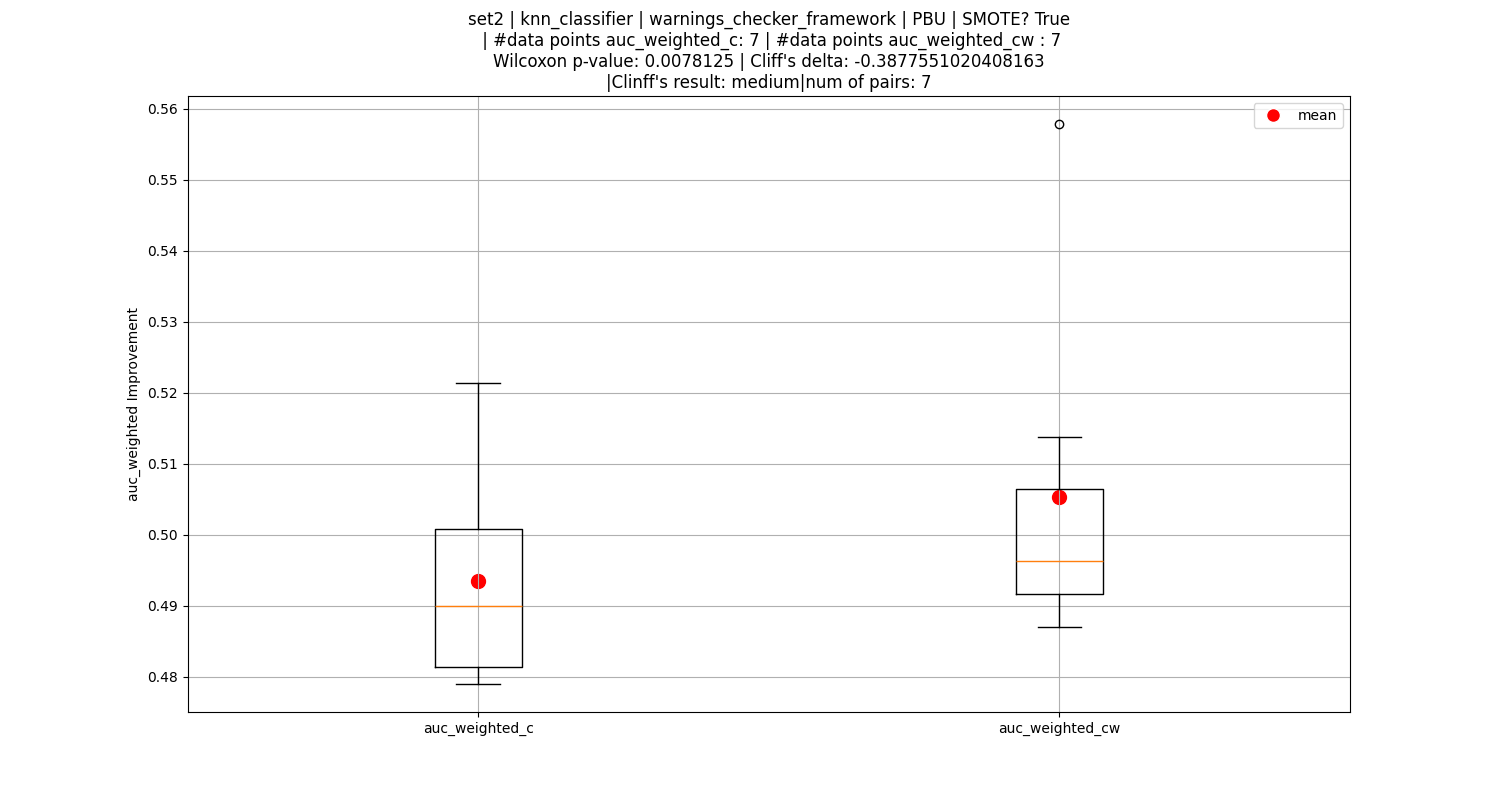 set2 | knn_classifier | warnings_checker_framework | PBU | SMOTE? True
| #data points auc_weighted_c: 7 | #data points auc_weighted_cw : 7
Wilcoxon p-value: 0.0078125 | Cliff's delta: -0.3877551020408163
|Clinff's result: medium|num of pairs: 7
mean
0.56
0.55
0.54
0.53
0.52
0.51
0.50
0.49
0.48
auc_weighted Improvement
auc_weighted_c
auc_weighted_cw